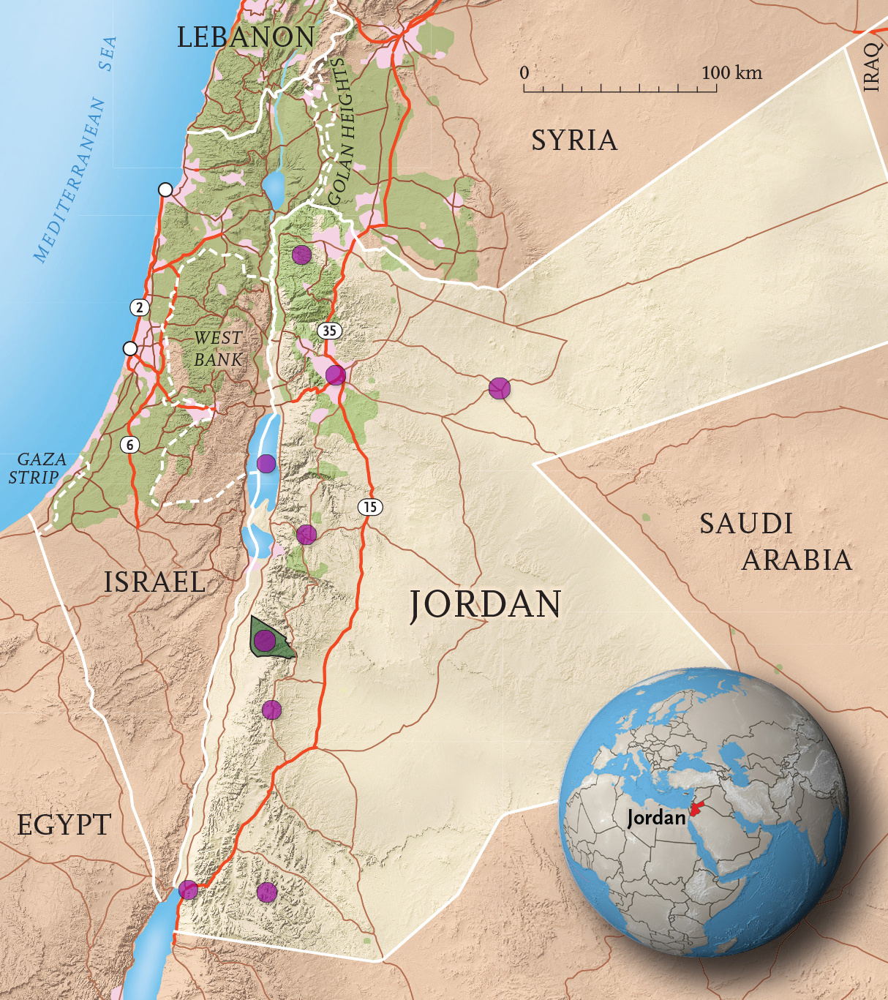 LEBANON
MEDITERRANEAN SEA
GOLAN HEIGHTS
0 100 km
IRAQ
SYRIA
2
35
WEST
BANK
6
GAZA
STRIP
15
SAUDI
ARABIA
ISRAEL
JORDAN
EGYPT
Jordan